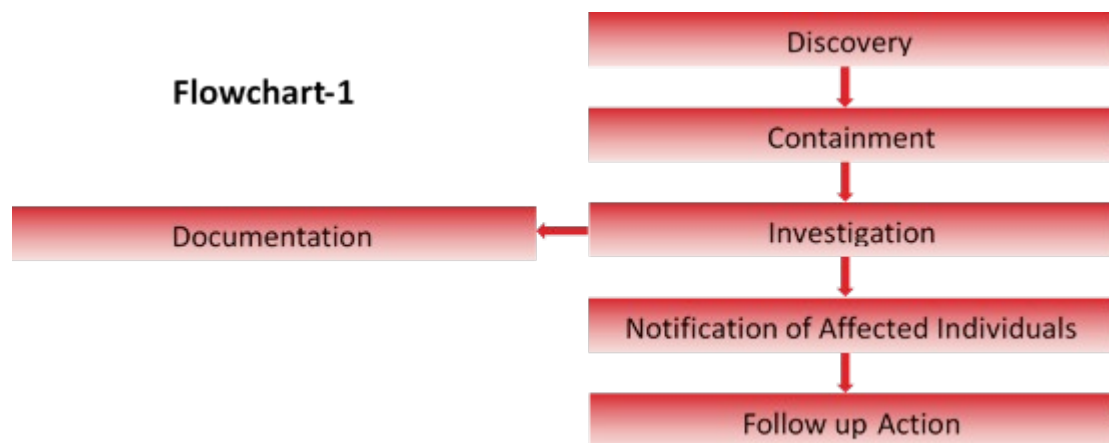 Discovery
Flowchart-1
Containment
Documentation
Investigation
Notification of Affected Individuals
Follow up Action